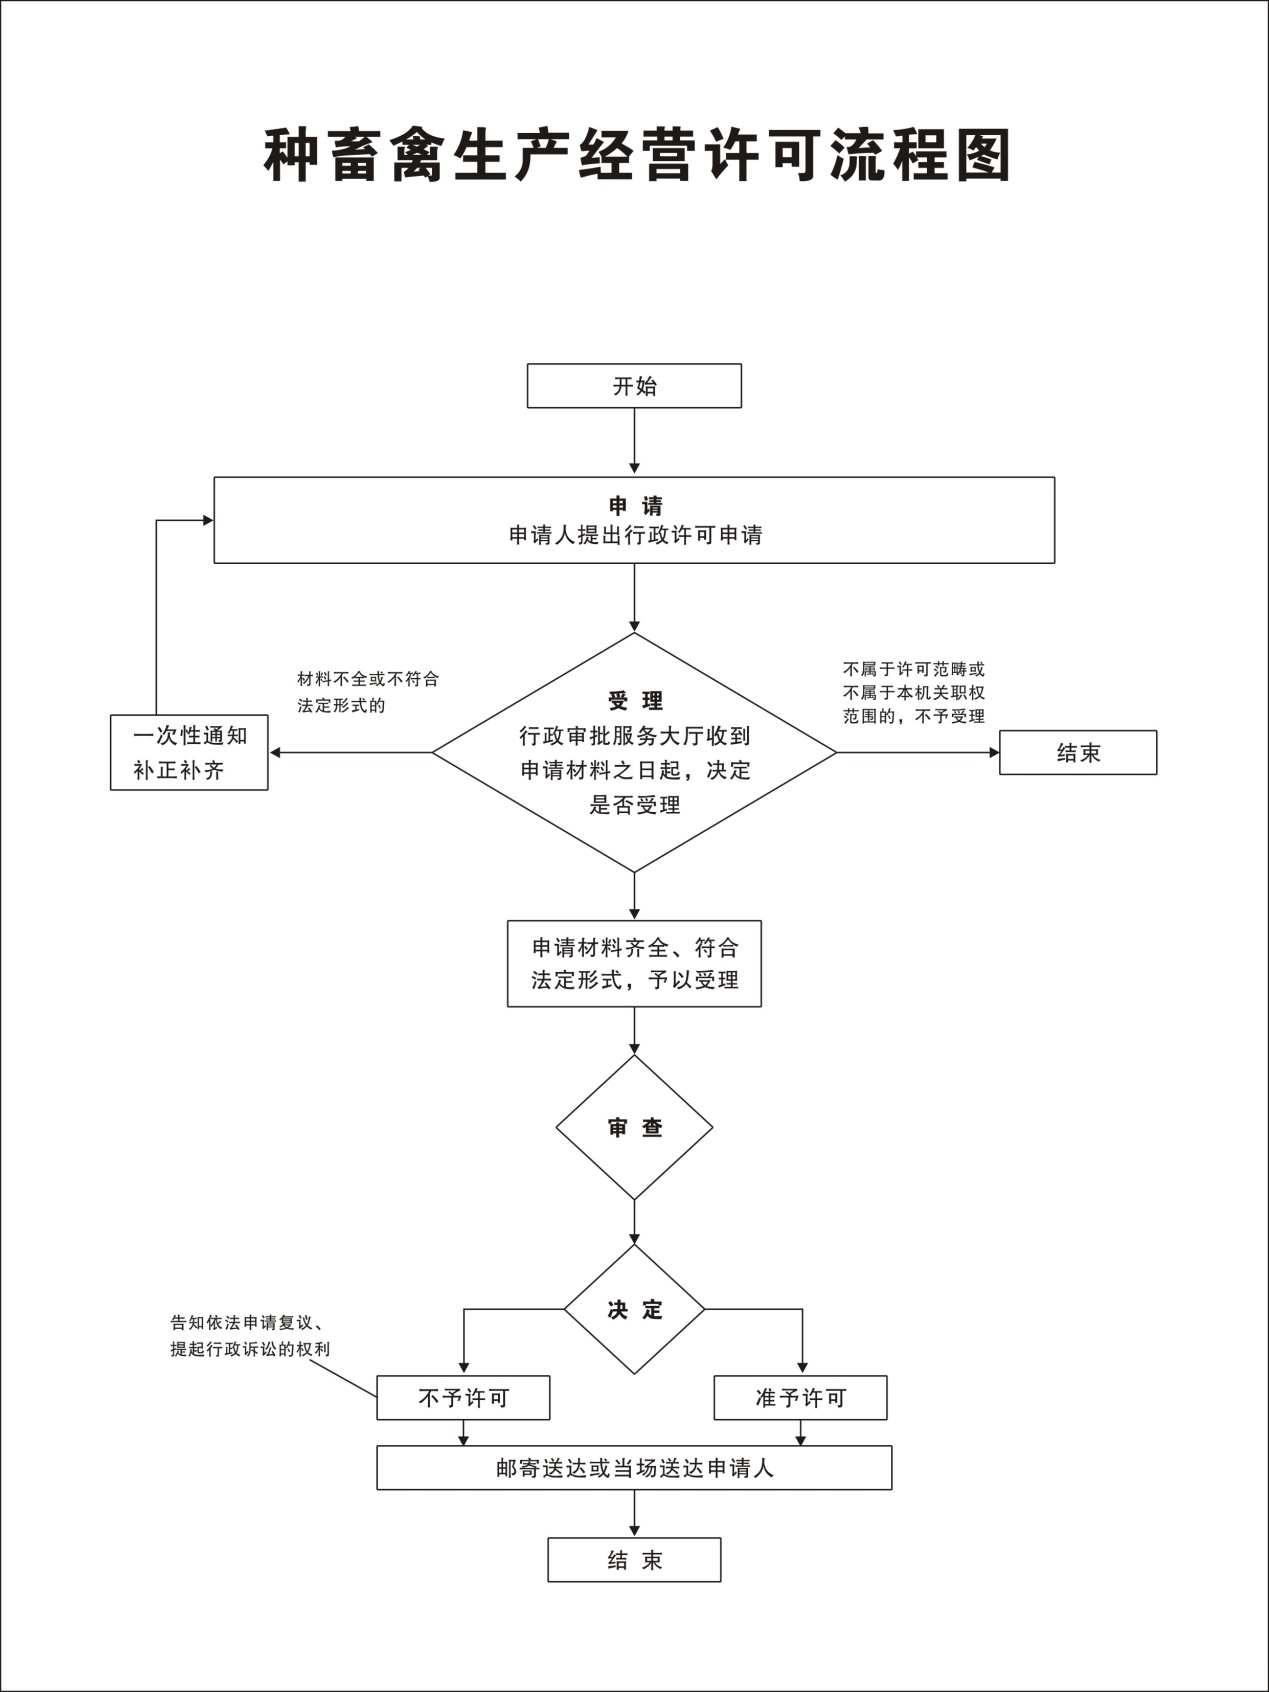 种畜禽生产经营许可流程图
开始
申 请
申请人提出行政许可申请
材料不全或不符合
法定形式的
不属于许可范畴或
不属于本机关职权
范围的，不予受理
受 理
行政审批服务大厅收到
申请材料之日起，决定
是否受理
一次性通知
补正补齐
结束
申请材料齐全、符合
法定形式，予以受理
审 查
决 定
告知依法申请复议、
提起行政诉讼的权利
不予许可
准予许可
邮寄送达或当场送达申请人
结 束